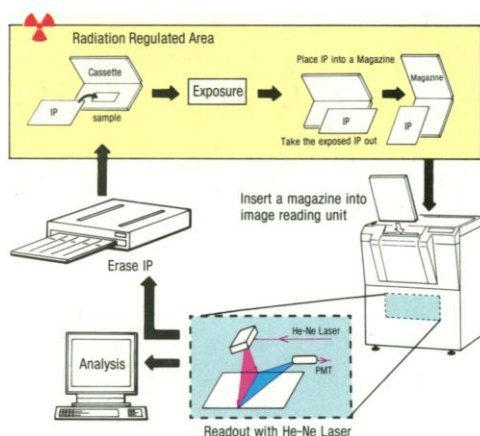 Radiation Regulated Area
Cassette
IP
sample
Exposure
Place IP into a Magazine
IP
Take the exposed IP out
Magazine
IP
Insert a magazine into
image reading unit
Erase IP
He-Ne Laser
PMT
Analysis
Readout with He-Ne Laser